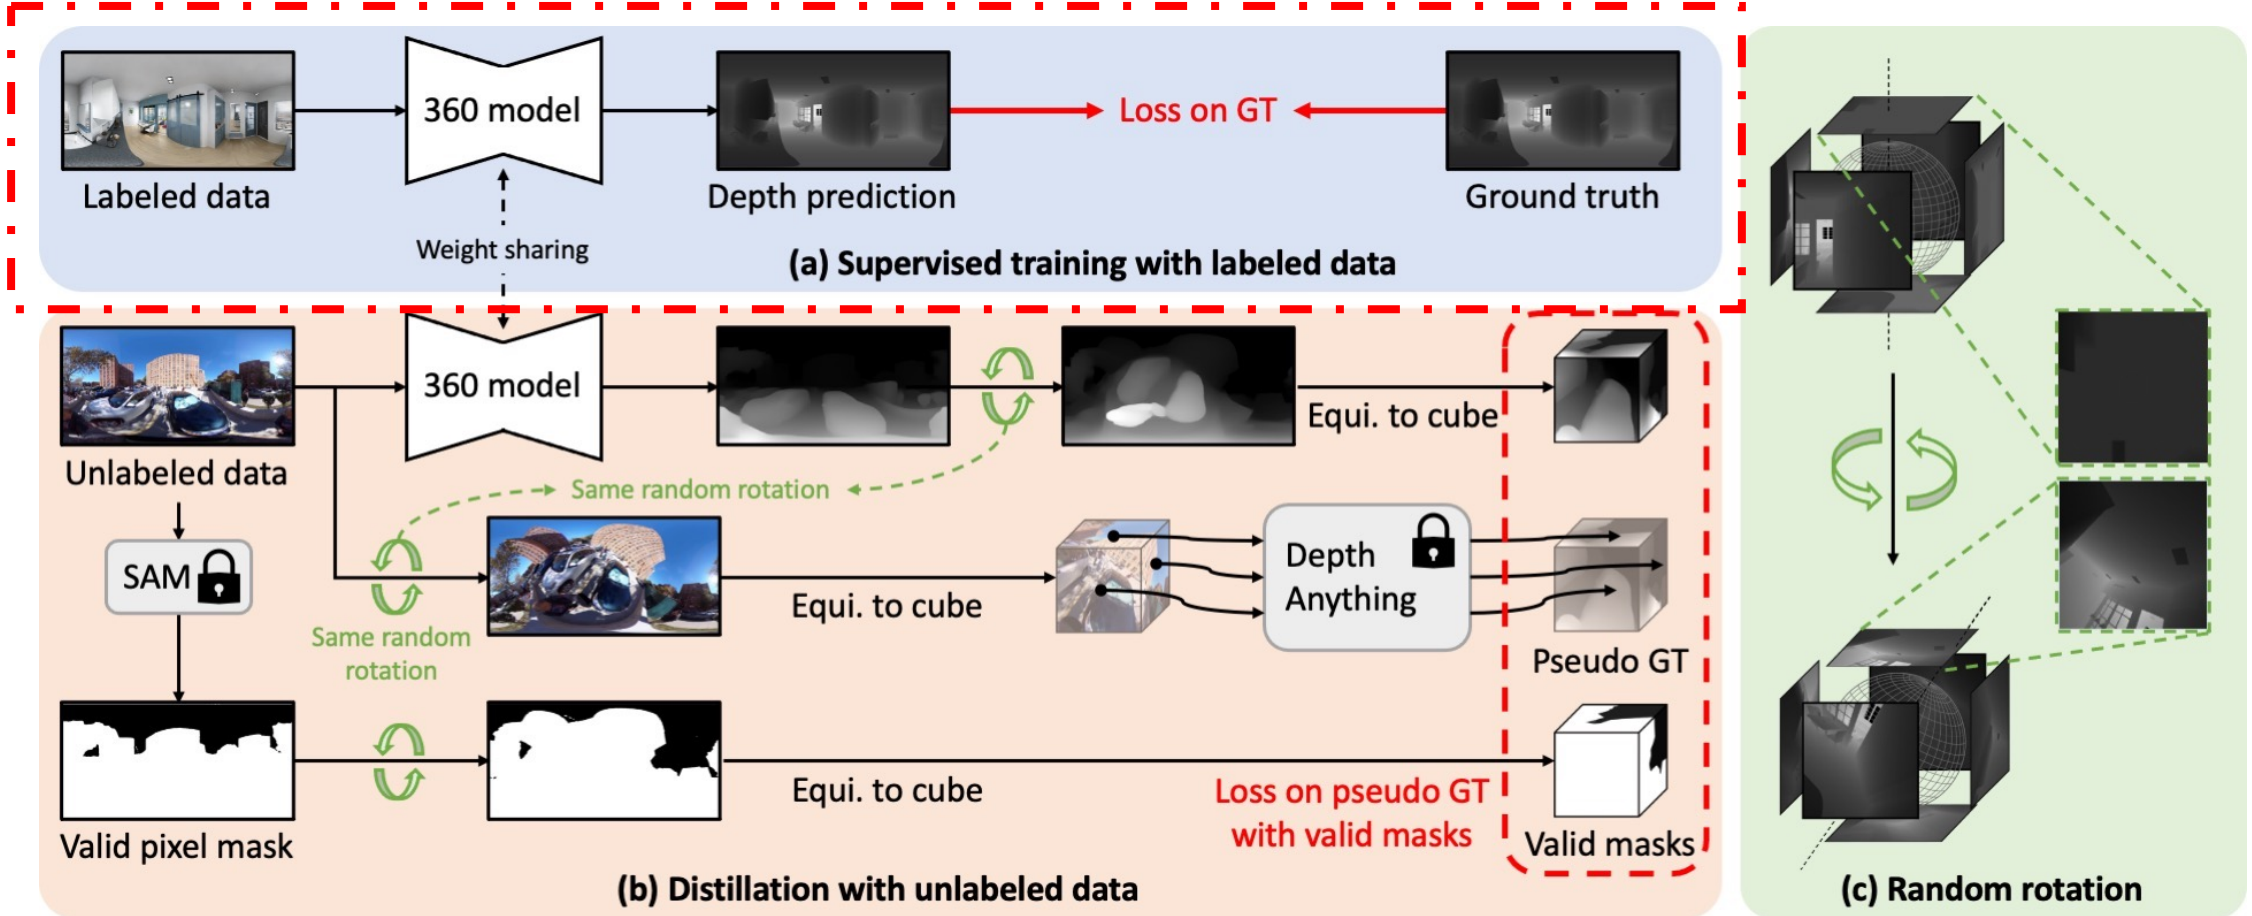 360 model
Loss on GT
Labeled data
Depth prediction
Ground truth
Weight sharing
(a) Supervised training with labeled data
360 model
Equi. to cube
Unlabeled data
Same random rotation
SAM
Depth
Anything
Equi. to cube
Same random
rotation
Pseudo GT
Equi. to cube
Loss on pseudo GT
with valid masks
Valid pixel mask
Valid masks
(b) Distillation with unlabeled data
(c) Random rotation